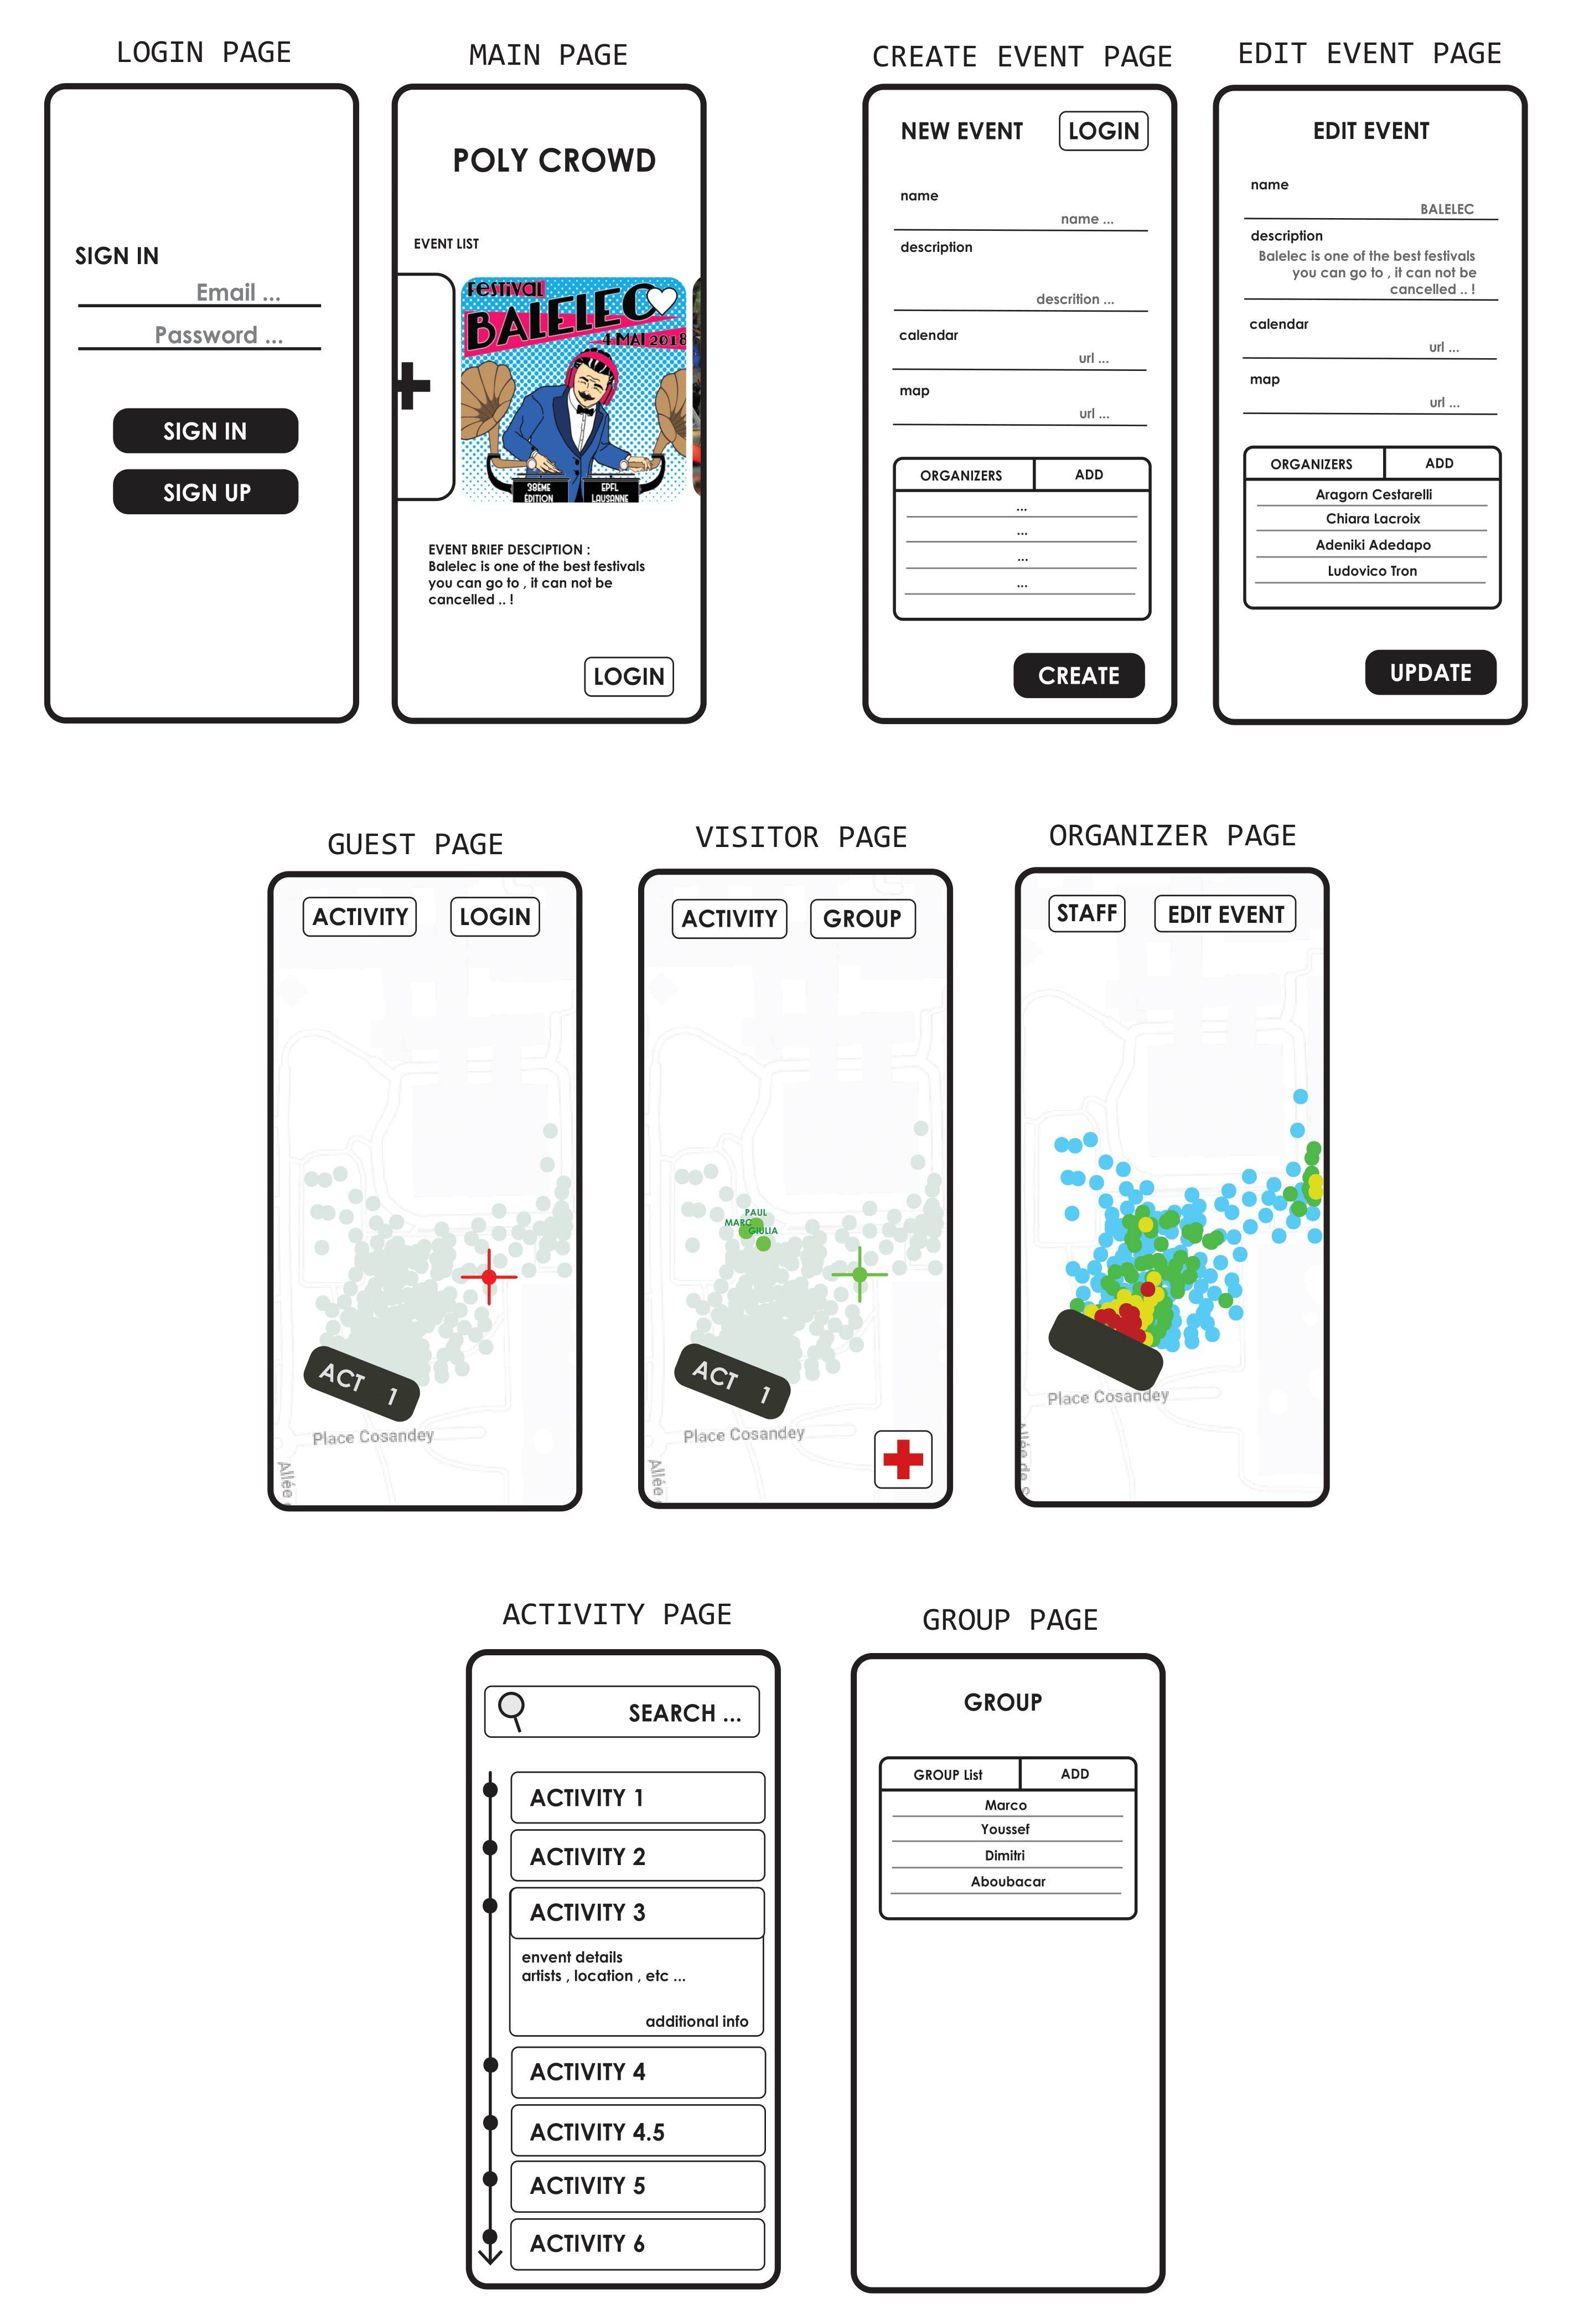 LOGIN PAGE
SIGN IN
Email ...
Password ...
SIGN IN
SIGN UP
MAIN PAGE
POLY CROWD
EVENT LIST
FESTIVAL
BALELEC
4 MAI 2018
38EME
ÉDITION
EPFL
LAUSANNE
EVENT BRIEF DESCIPTION :
Balelec is one of the best festivals
you can go to , it can not be
cancelled .. !
LOGIN
CREATE EVENT PAGE
NEW EVENT
LOGIN
name
name ...
description
descrition ...
calendar
url ...
map
url ...
ORGANIZERS ADD
...
...
...
...
CREATE
EDIT EVENT PAGE
EDIT EVENT
name
BALELEC
description
Balelec is one of the best festivals
you can go to , it can not be
cancelled .. !
calendar
url ...
map
url ...
ORGANIZERS ADD
Aragorn Cestarelli
Chiara Lacroix
Adeniki Adedapo
Ludovico Tron
UPDATE
GUEST PAGE
ACTIVITY LOGIN
ACT 1
Place Cosandey
Allée
VISITOR PAGE
ACTIVITY GROUP
PAUL
MARC
GIULIA
ACT 1
Place Cosandey
Allée
ORGANIZER PAGE
STAFF EDIT EVENT
Place Cosandey
Allée de S
ACTIVITY PAGE
SEARCH ...
ACTIVITY 1
ACTIVITY 2
ACTIVITY 3
envent details
artists , location , etc ...
additional info
ACTIVITY 4
ACTIVITY 4.5
ACTIVITY 5
ACTIVITY 6
GROUP PAGE
GROUP
GROUP List ADD
Marco
Youssef
Dimitri
Aboubacar